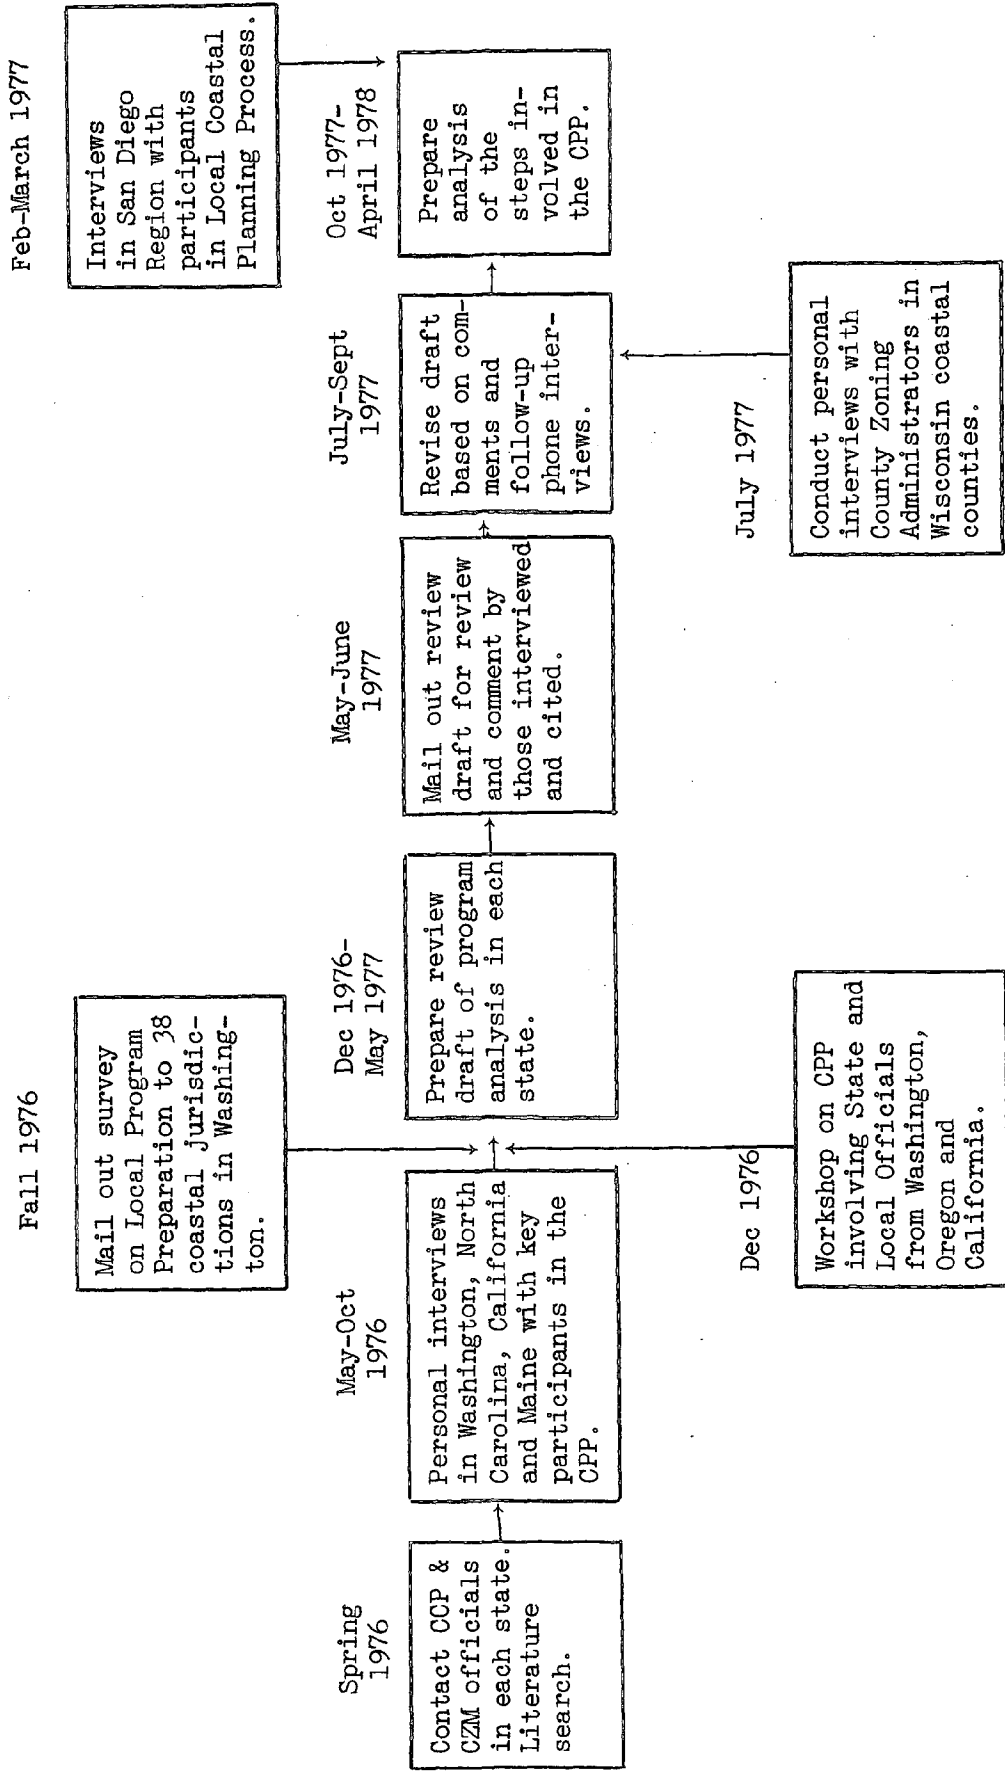 Fall 1976
Mail out survey
on Local Program
Preparation to 38
coastal jurisdic-
tions in Washing-
ton.
Feb-March 1977
Interviews
in San Diego
Region with
participants
in Local Coastal
Planning Process.
Spring
1976
Contact CCP &
CZM officials
in each state.
Literature
search.
May-Oct
1976
Personal interviews
in Washington, North
Carolina, California
and Maine with key
participants in the
CPP.
Dec 1976-
May 1977
Prepare review
draft of program
analysis in each
state.
May-June
1977
Mail out review
draft for review
and comment by
those interviewed
and cited.
July-Sept
1977
Revise draft
based on com-
ments and
follow-up
phone inter-
views.
Oct 1977-
April 1978
Prepare
analysis
of the
steps in-
volved in
the CPP.
Dec 1976
Workshop on CPP
involving State and
Local Officials
from Washington,
Oregon and
California.
July 1977
Conduct personal
interviews with
County Zoning
Administrators in
Wisconsin coastal
counties.